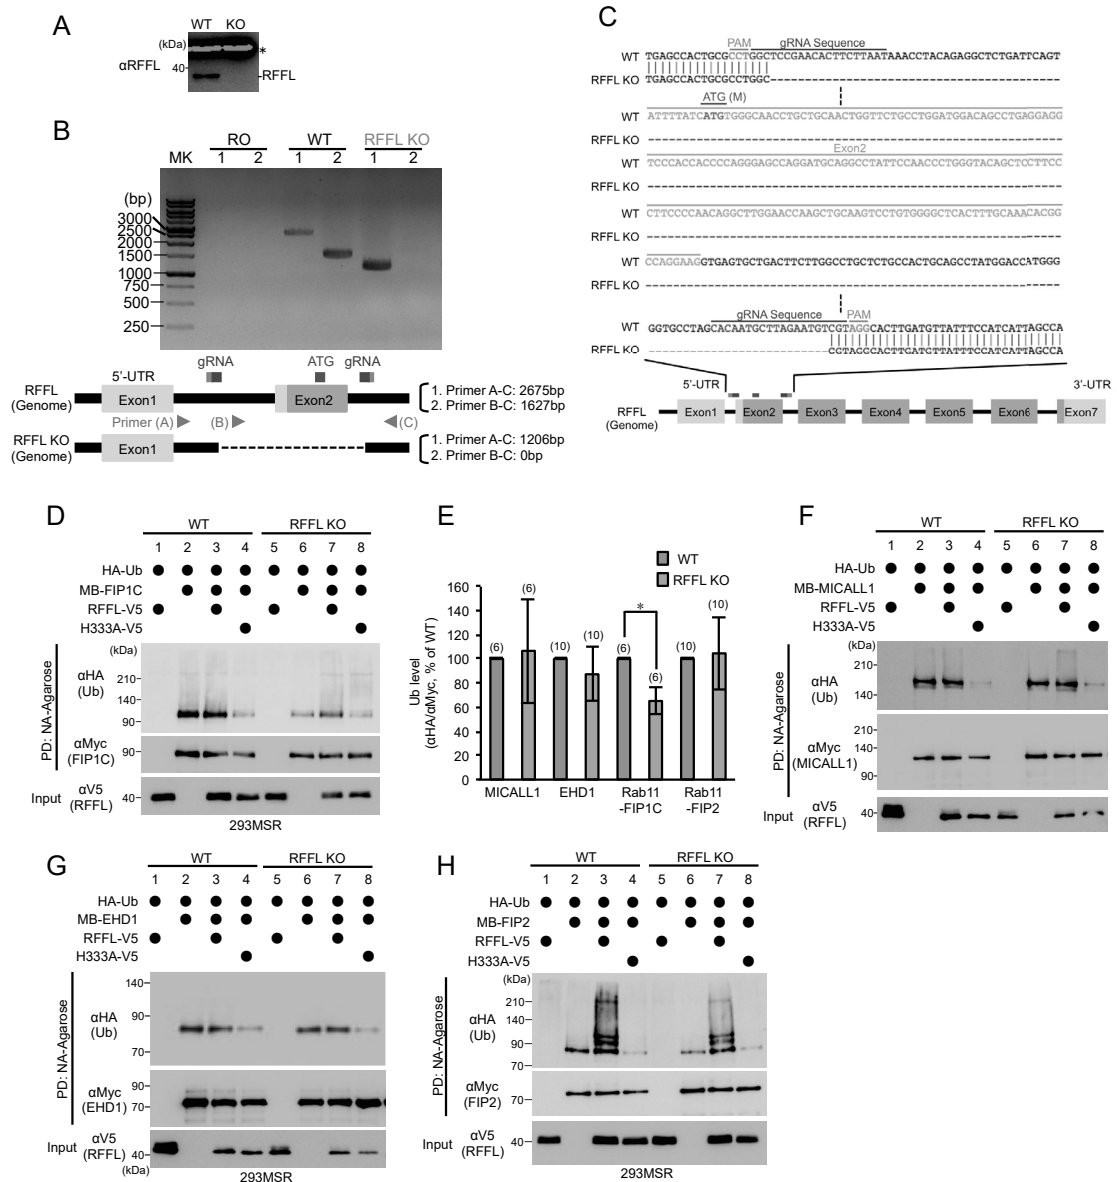 A
WT KO
(kDa)
αRFFL
40
*
-RFFL
B
RO WT RFFL KO
MK 1 2 1 2 1 2
(bp)
3000
2500
2000
1500
1000
750
500
250
gRNA ATG gRNA
5'-UTR
RFFL
(Genome)
Exon1
Exon2
1. Primer A-C: 2675bp
2. Primer B-C: 1627bp
Primer (A) (B) (C)
RFFL KO
(Genome)
Exon1
1. Primer A-C: 1206bp
2. Primer B-C: 0bp
C
PAM gRNA Sequence
WT TGAGCCACTGCGCCTGGCTCCGAACACTTCTTAATAAACCTACAGAGGCTCTGATTCAGT
RFFL KO TGAGCCACTGCGCCTGGC
ATG (M)
WT ATTTTATCATGTGGGCAACCTGCTGCAACTGGTTCTGCCTGGATGGACAGCCTGAGGAGG
RFFL KO
Exon2
WT TCCCACCACCCCAGGGAGCCAGGATGCAGGCCTATTCCAACCCTGGGTACAGCTCCTTCC
RFFL KO
WT CTTCCCCAACAGGCTTGGAACCAAGCTGCAAGTCCTGTGGGGCTCACTTTGCAAACACGG
RFFL KO
WT CCAGGAAGGTGAGTGCTGACTTCTTGGCCTGCTCTGCCACTGCAGCCTATGGACCATGGG
RFFL KO
gRNA Sequence PAM
WT GGTGCCTAGCACAATGCTTAGAATGTCGTAGGCACTTGATGTTATTTCCATCATTAGCCA
RFFL KO CGTAGCCACTTGATCTTATTTCCATCATTAGCCA
5'-UTR 3'-UTR
RFFL
(Genome)
Exon1 Exon2 Exon3 Exon4 Exon5 Exon6 Exon7
D
WT RFFL KO
1 2 3 4 5 6 7 8
HA-Ub
MB-FIP1C
RFFL-V5
H333A-V5
(kDa)
PD: NA-Agarose
αHA
(Ub)
210
140
90
αMyc
(FIP1C)
90
Input
αV5
(RFFL)
40
293MSR
E
WT
RFFL KO
Ub level
(αHA/αMyc, % of WT)
160
140
120
100
80
60
40
20
0
(6) (6) (10) (10) (6) (6) (10) (10)
*
MICALL1 EHD1 Rab11
-FIP1C Rab11
-FIP2
F
WT RFFL KO
1 2 3 4 5 6 7 8
HA-Ub
MB-MICALL1
RFFL-V5
H333A-V5
(kDa)
PD: NA-Agarose
αHA
(Ub)
210
140
αMyc
(MICALL1)
210
140
90
Input
αV5
(RFFL)
40
G
WT RFFL KO
1 2 3 4 5 6 7 8
HA-Ub
MB-EHD1
RFFL-V5
H333A-V5
PD: NA-Agarose
αHA
(Ub)
140
90
70
αMyc
(EHD1)
90
70
Input
αV5
(RFFL)
40
(kDa)
293MSR
H
WT RFFL KO
1 2 3 4 5 6 7 8
HA-Ub
MB-FIP2
RFFL-V5
H333A-V5
(kDa)
PD: NA-Agarose
αHA
(Ub)
210
140
90
70
αMyc
(FIP2)
70
Input
αV5
(RFFL)
40
293MSR